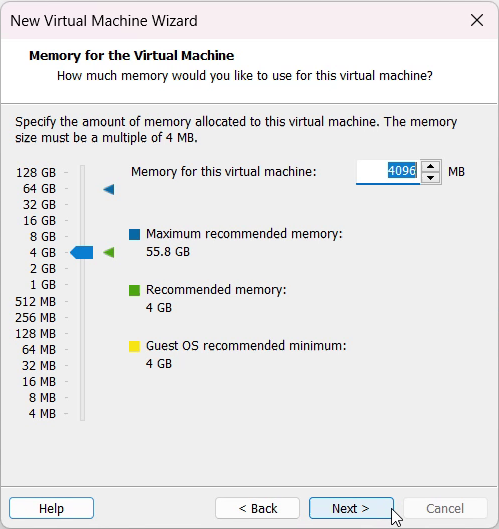 New Virtual Machine Wizard
Memory for the Virtual Machine
How much memory would you like to use for this virtual machine?
Specify the amount of memory allocated to this virtual machine. The memory
size must be a multiple of 4 MB.
Memory for this virtual machine: 4096 MB
128 GB
64 GB
32 GB
16 GB
8 GB
4 GB
2 GB
1 GB
512 MB
256 MB
128 MB
64 MB
32 MB
16 MB
8 MB
4 MB
Maximum recommended memory:
55.8 GB
Recommended memory:
4 GB
Guest OS recommended minimum:
4 GB
Help
< Back
Next >
Cancel